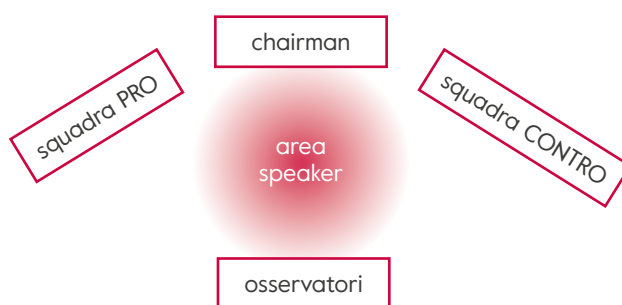 chairman
squadra PRO
squadra CONTRO
area
speaker
osservatori